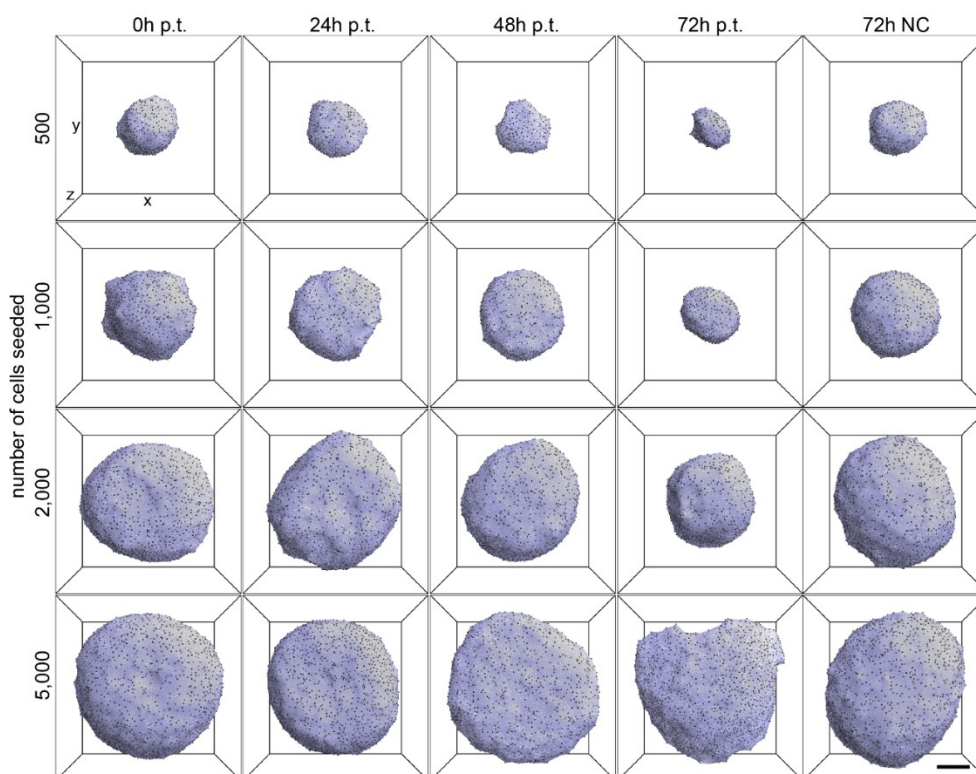 0h p.t. 24h p.t. 48h p.t. 72h p.t. 72h NC
number of cells seeded
500
y
z
x
1,000
2,000
5,000